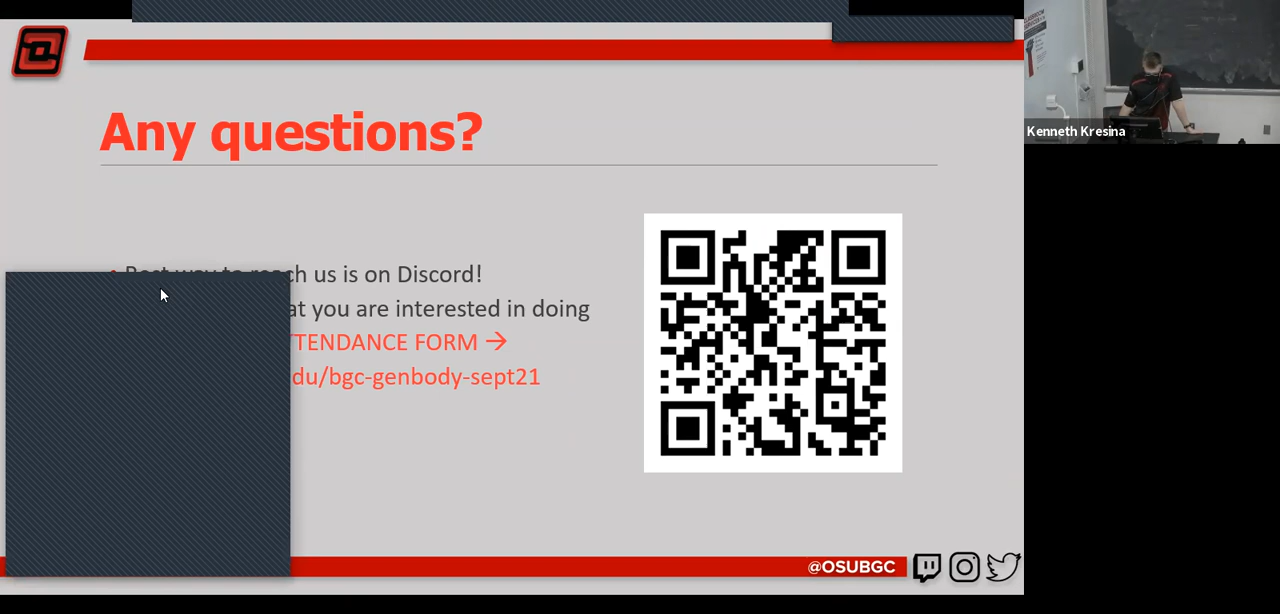 Any questions?
Kenneth Kresina
• Best way to reach us is on Discord!
at you are interested in doing
TTENDANCE FORM →
du/bgc-genbody-sept21
@OSUBGC